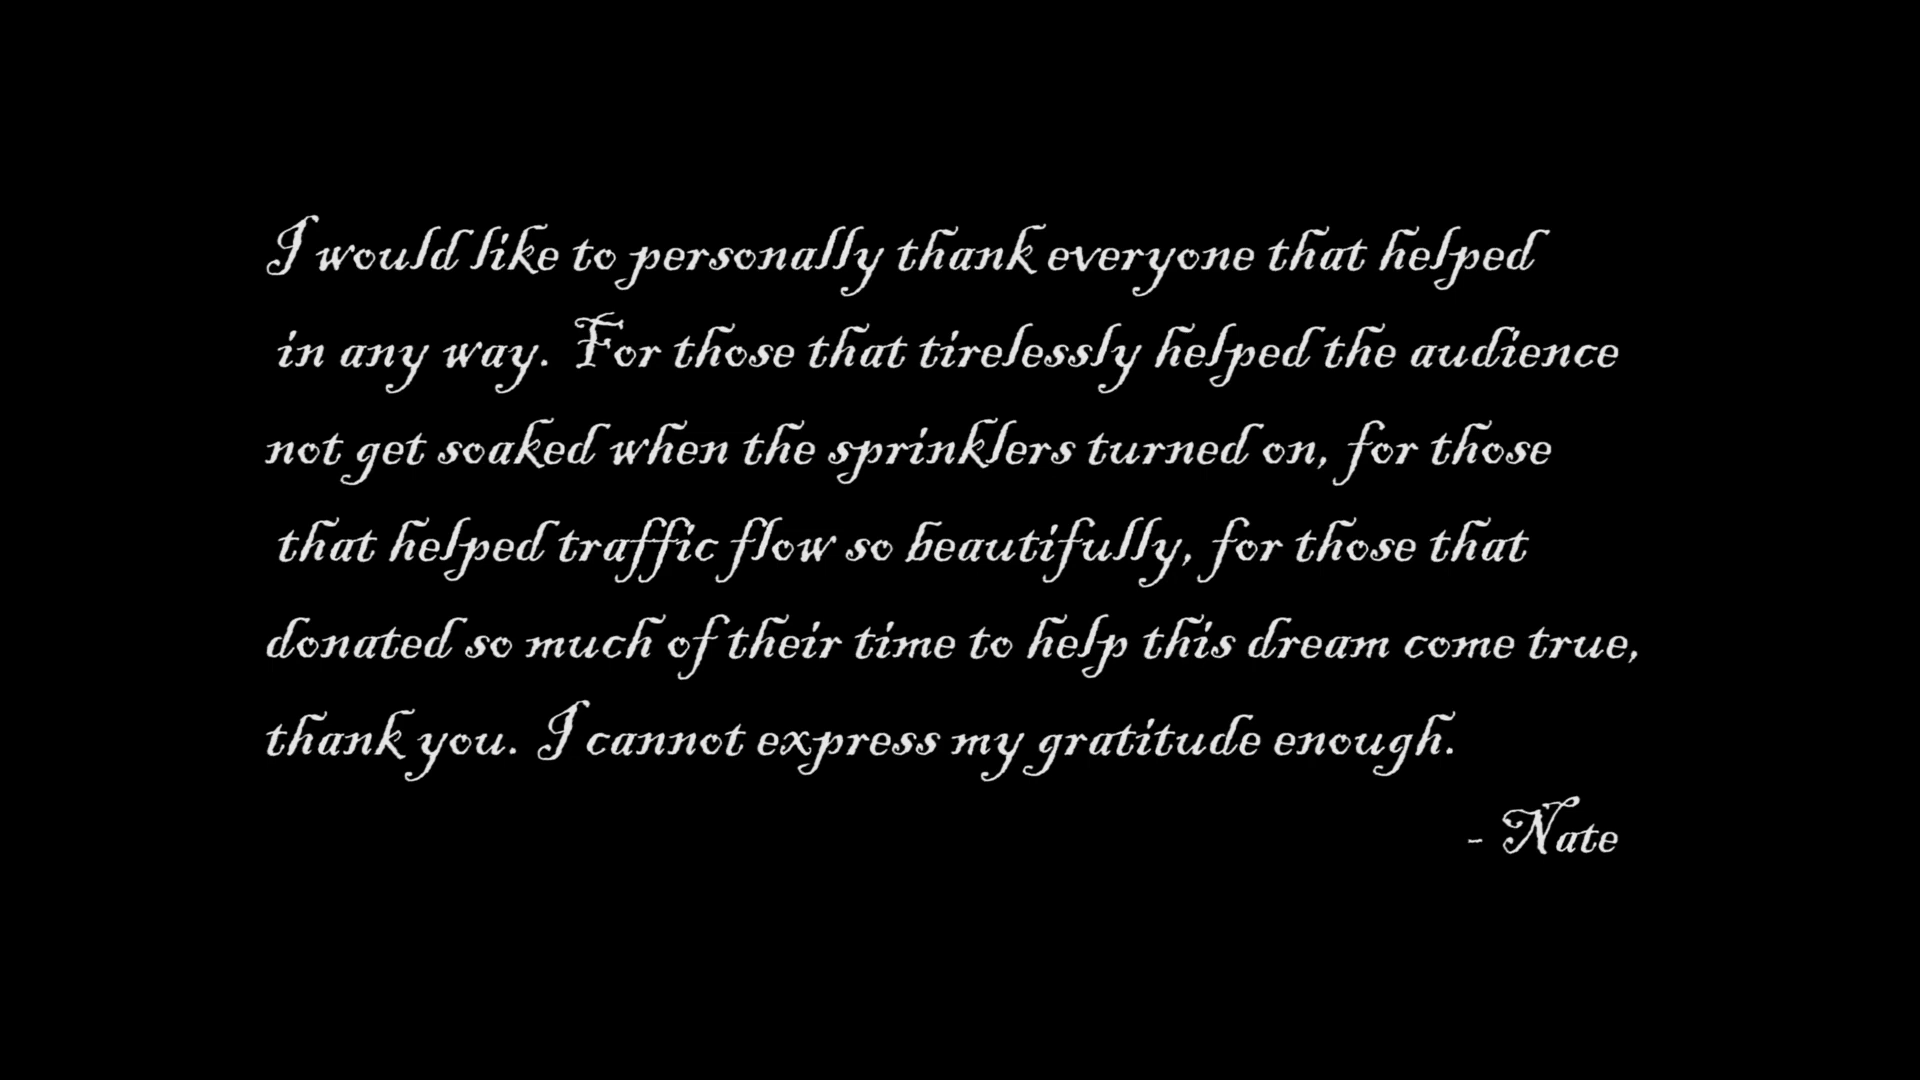 I would like to personally thank everyone that helped
in any way. For those that tirelessly helped the audience
not get soaked when the sprinklers turned on, for those
that helped traffic flow so beautifully, for those that
donated so much of their time to help this dream come true,
thank you. I cannot express my gratitude enough.
- Nate